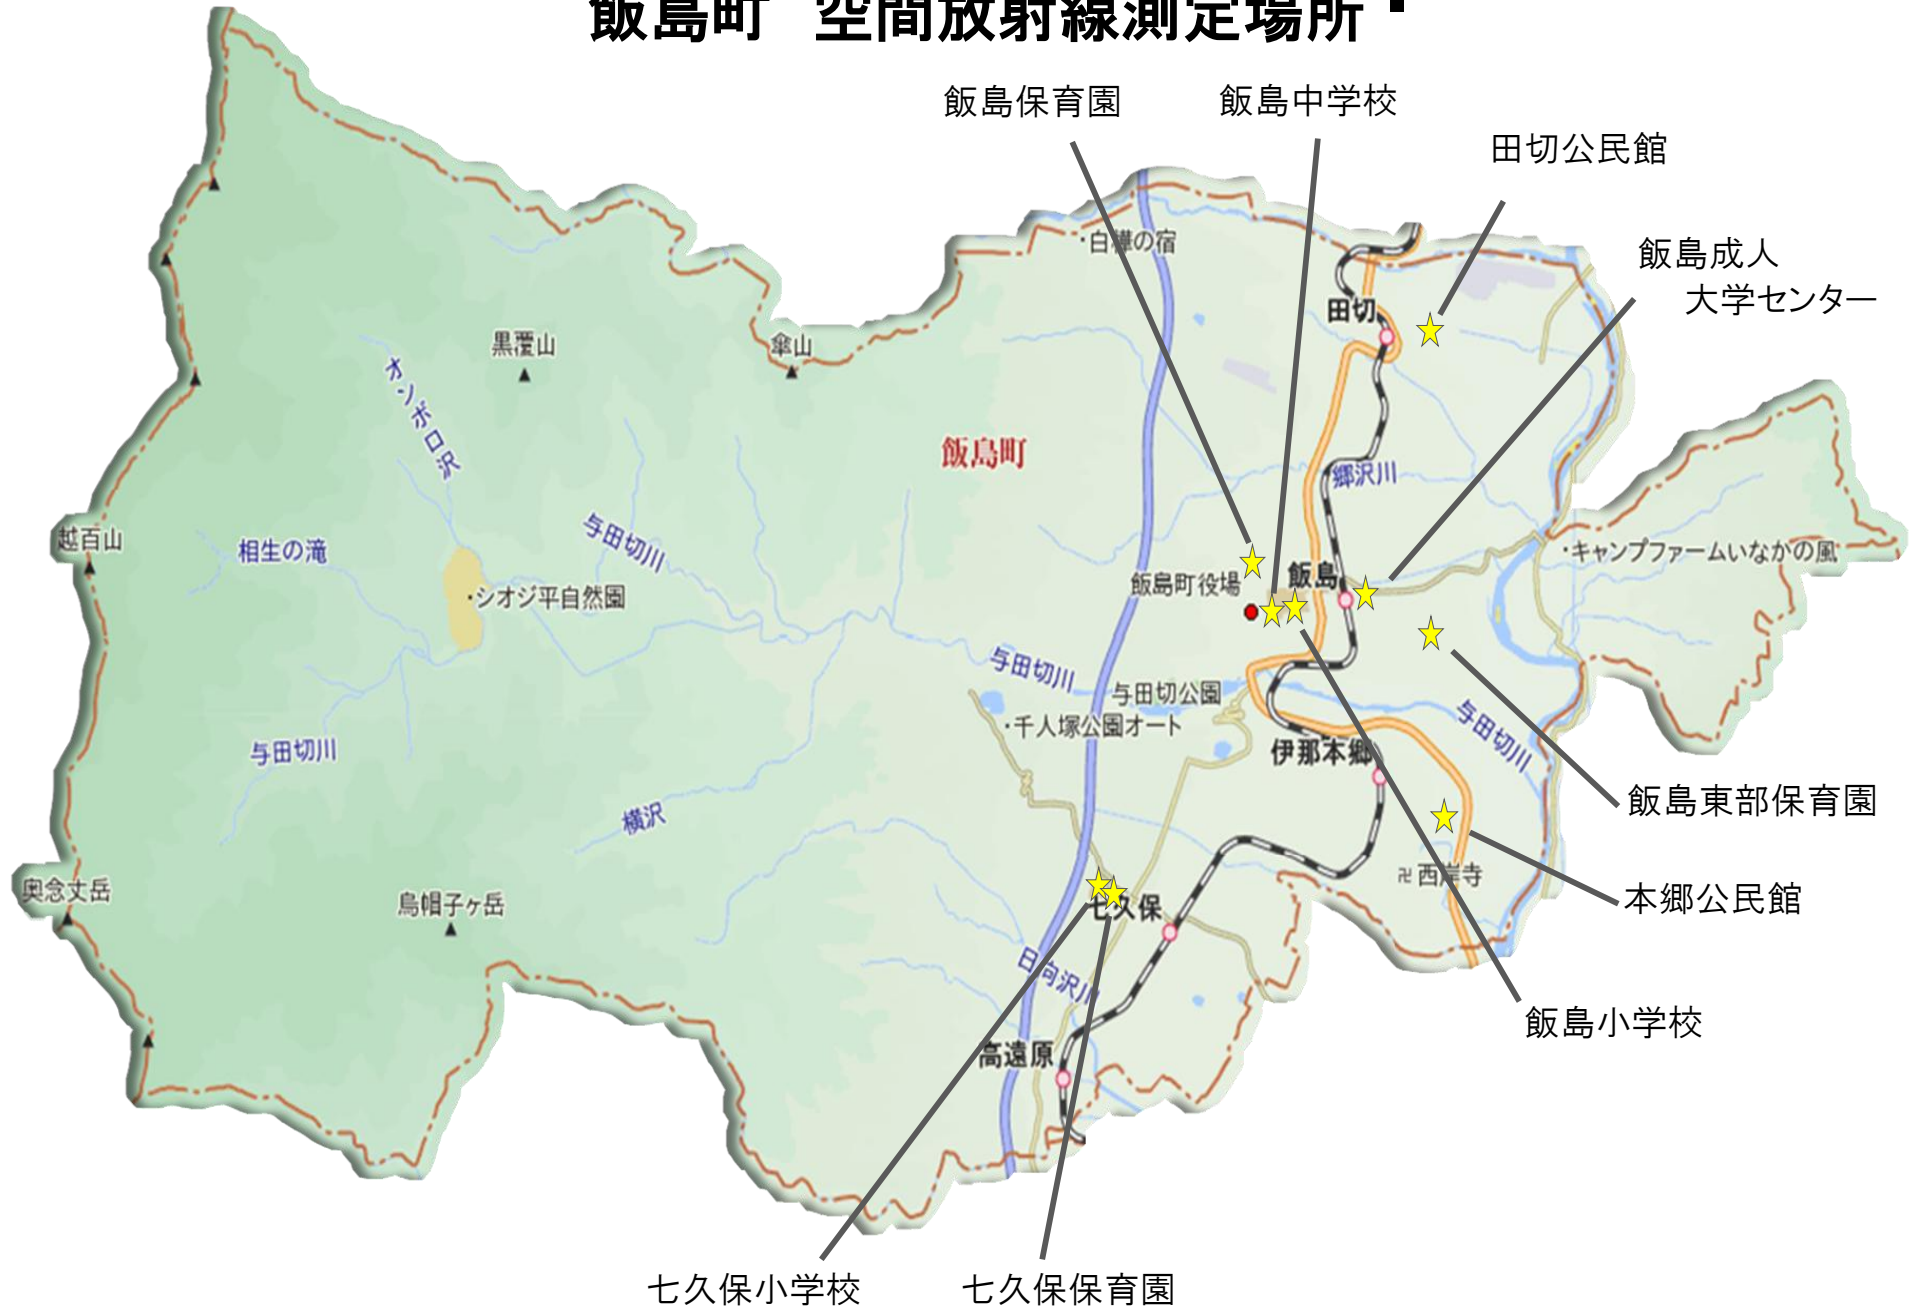 飯島町 空間放射線測定場所
飯島保育園
飯島中学校
田切公民館
飯島成人
大学センター
・白樺の宿
田切
黒覆山
傘山
オンボロ沢
飯島町
郷沢川
越百山
相生の滝
与田切川
・キャンプファームいなかの風
・シオジ平自然園
飯島町役場
飯島
与田切川
与田切公園
・千人塚公園オート
与田切川
与田切川
伊那本郷
横沢
飯島東部保育園
卍西岸寺
本郷公民館
奥念丈岳
烏帽子ヶ岳
七久保
日向沢川
飯島小学校
高遠原
七久保小学校
七久保保育園